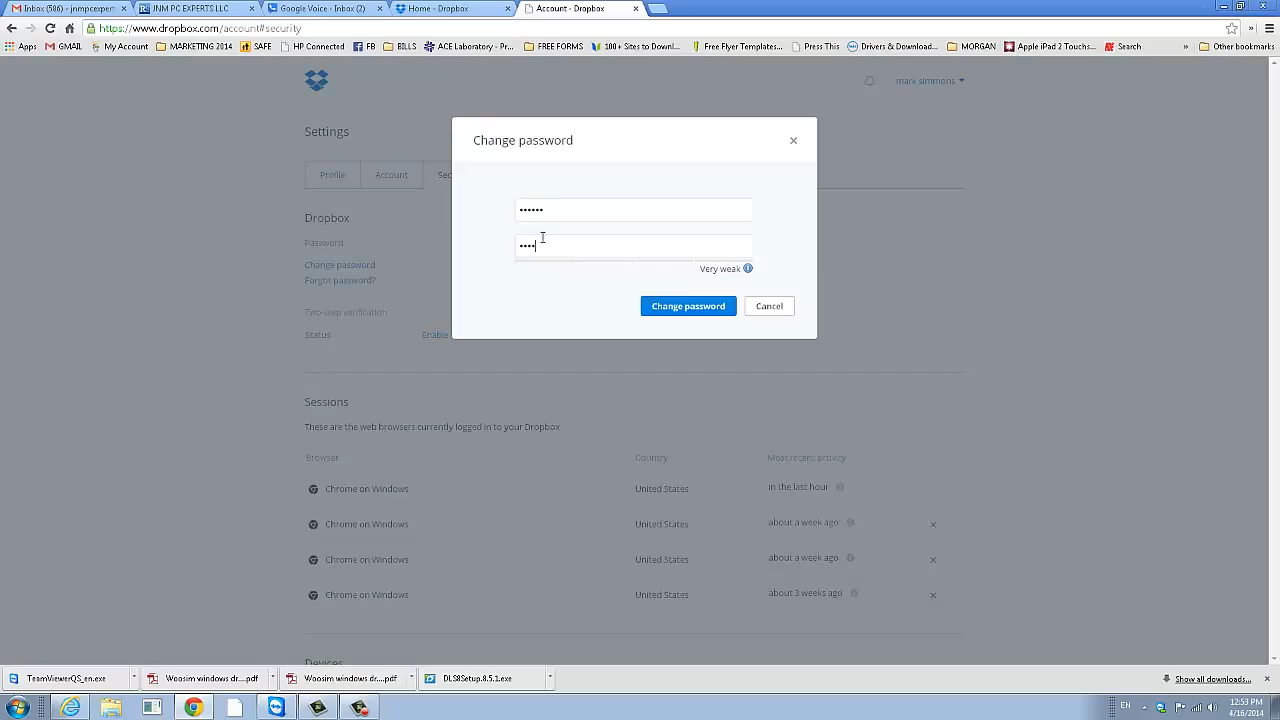 Inbox (586) - jnmpcexpert
JNM PC EXPERTS LLC
Google Voice - Inbox (2)
Home - Dropbox
Account - Dropbox
https://www.dropbox.com/account#security
Apps
GMAIL
My Account
MARKETING 2014
SAFE
HP Connected
FB
BILLS
ACE Laboratory - Pr...
FREE FORMS
100+ Sites to Downl...
Free Flyer Templates...
Press This
Drivers & Download...
MORGAN
Apple iPad 2 Touchs...
Search
»
Other bookmarks
mark simmons
Settings
Profile
Account
Sec
Change password
••••••
••••
Very weak
Change password
Cancel
Dropbox
Password
Change password
Forgot password?
Two-step verification
Status:
Enable
Sessions
These are the web browsers currently logged in to your Dropbox.
Browser
Country
Most recent activity
Chrome on Windows
United States
in the last hour
Chrome on Windows
United States
about a week ago
Chrome on Windows
United States
about a week ago
Chrome on Windows
United States
about 3 weeks ago
Devices
TeamViewerQS_en.exe
Woosim windows dr....pdf
Woosim windows dr....pdf
DLS8Setup.8.5.1.exe
Show all downloads...
EN
12:53 PM
4/16/2014